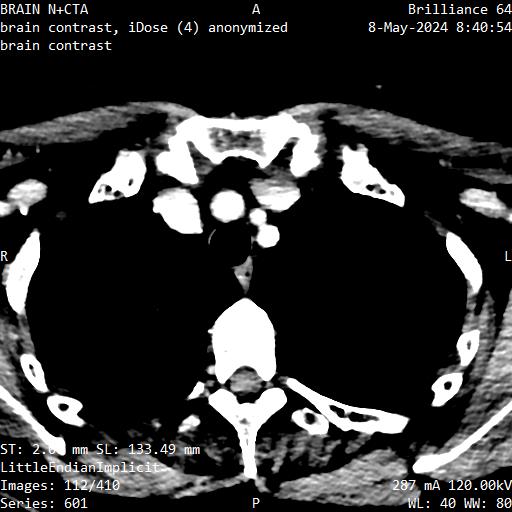 BRAIN N+CTA
A
Brilliance 64
brain contrast, iDose (4) anonymized
8-May-2024 8:40:54
brain contrast
R
L
ST: 2.0 mm SL: 133.49 mm
LittleEndianImplicit
Images: 112/410
287 mA 120.00kV
Series: 601
P
WL: 40 WW: 80